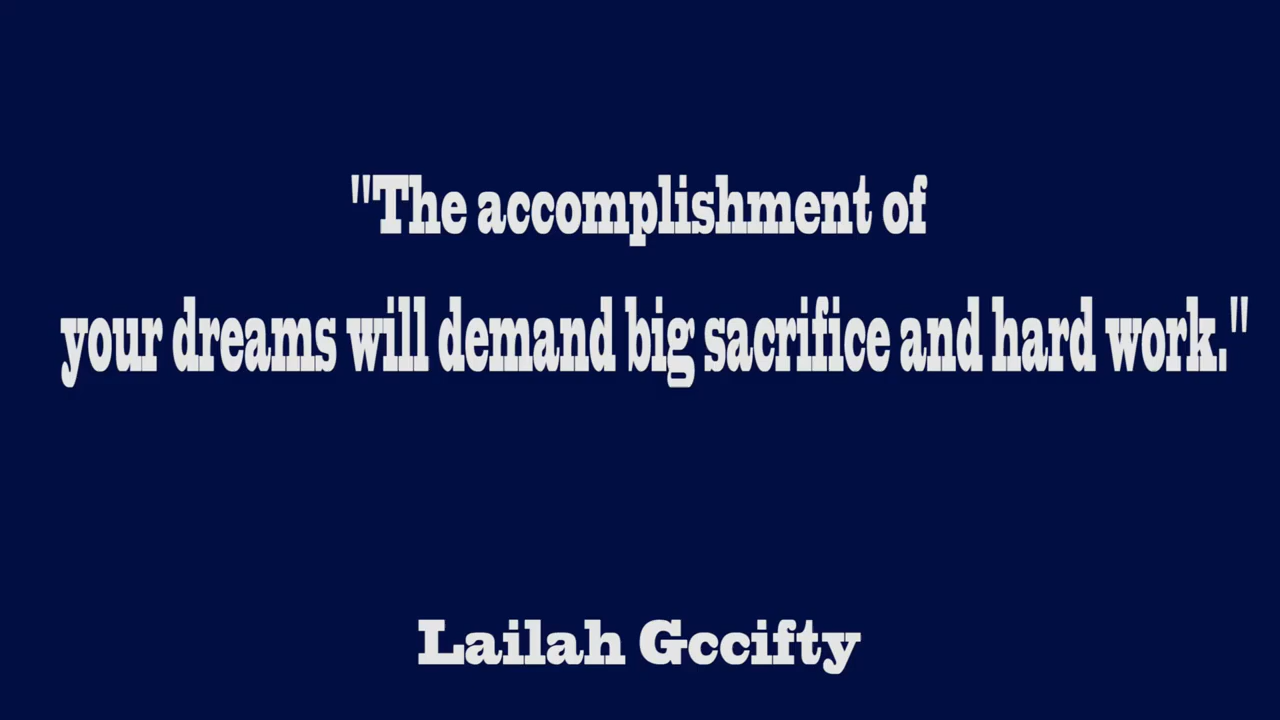 "The accomplishment of
your dreams will demand big sacrifice and hard work."
Lailah Gccifty